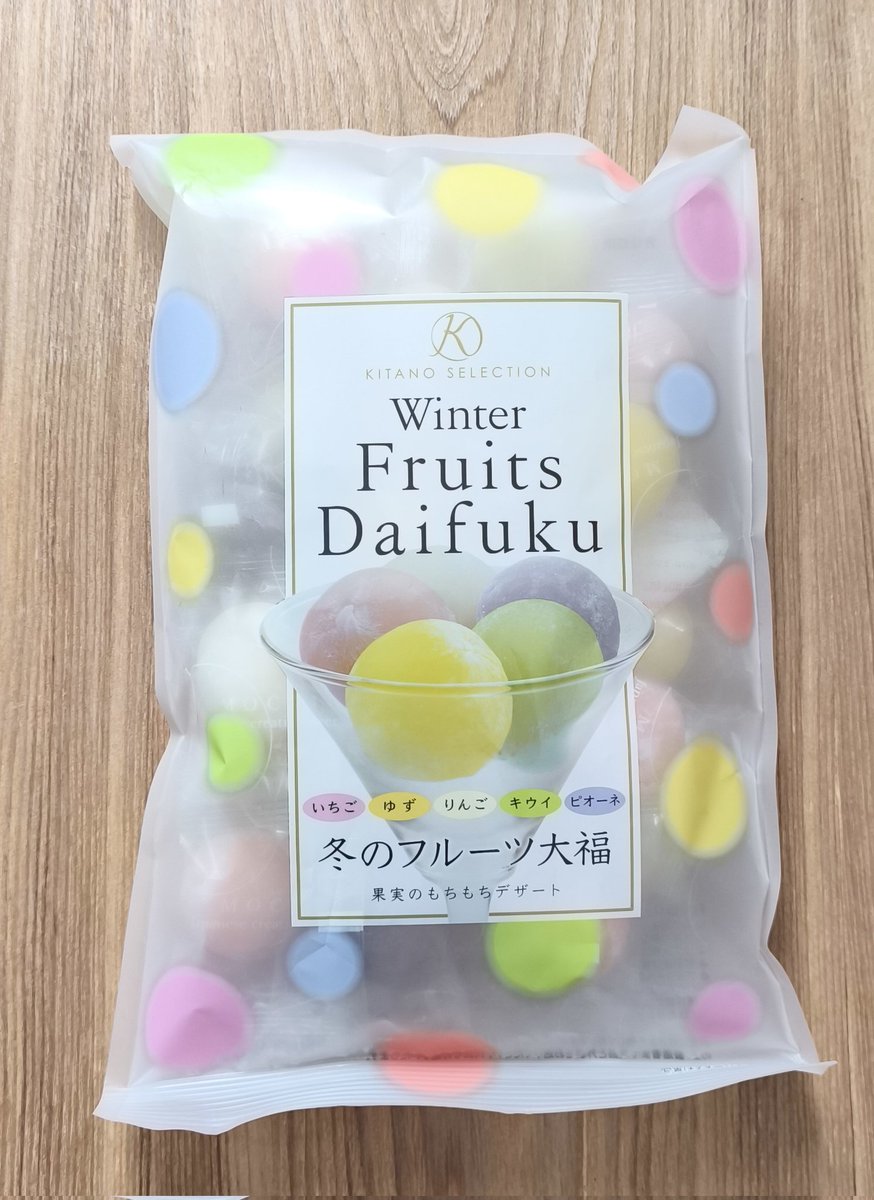 K
KITANO SELECTION
Winter
Fruits
Daifuku
いちご ゆず りんご キウイ ピオーネ
冬のフルーツ大福
果実のもちもちデザート